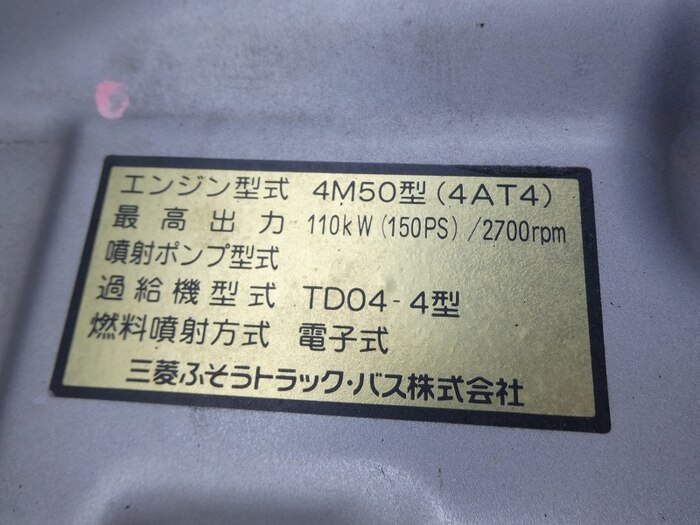 エンジン型式 4M50型(4AT4)
最高出力 110kW(150PS)/2700rpm
噴射ポンプ型式
過給機型式 TD04-4型
燃料噴射方式 電子式
三菱ふそうトラック・バス株式会社